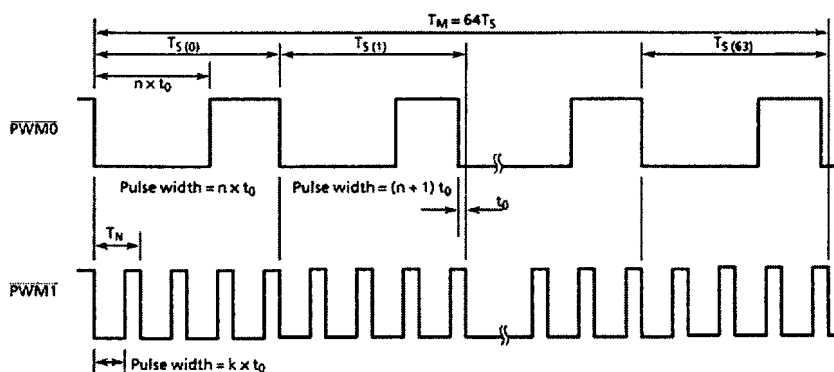 T_M = 64T_S
T_S (0)
T_S (1)
T_S (63)
n x t_0
PWM0
Pulse width = n x t_0
Pulse width = (n + 1) t_0
t_0
T_N
PWM1
Pulse width = k x t_0